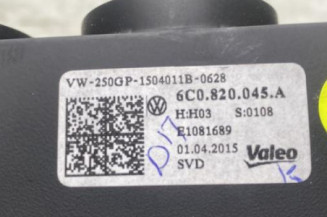 VW-250GP-1504011B-0628
6C0.820.045.A
H:H03 S:0108
E1081689
01.04.2015
SVD
Valeo